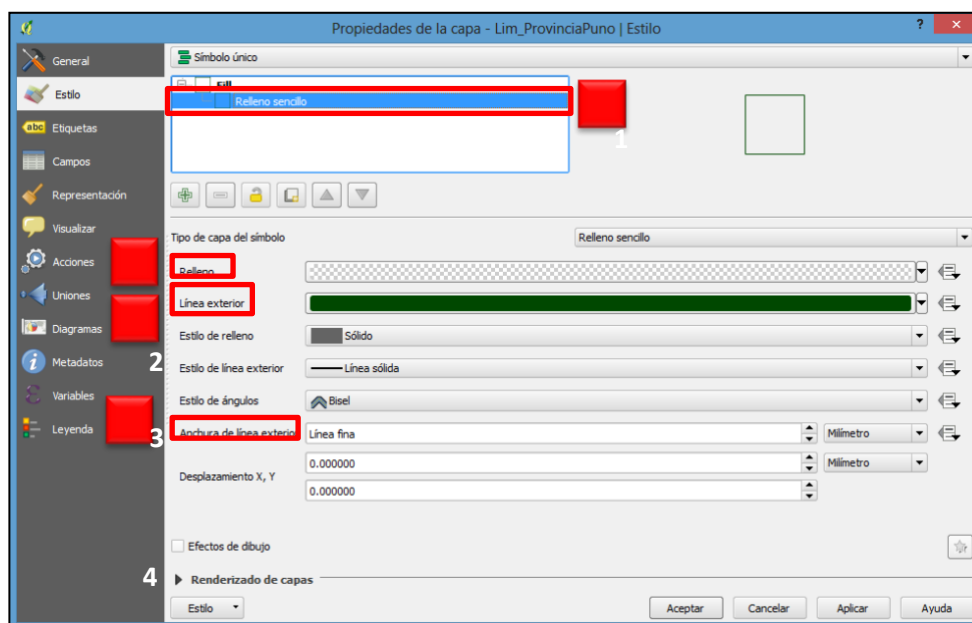 Propiedades de la capa - Lim_ProvinciaPuno | Estilo
?
General
Estilo
Etiquetas
Campos
Representación
Visualizar
Acciones
Uniones
Diagramas
Metadatos
Variables
Leyenda
abc
Símbolo único
Fill
Relleno sencillo
1
Tipo de capa del símbolo
Relleno sencillo
Relleno
Línea exterior
Estilo de relleno
Sólido
2
Estilo de línea exterior
Línea sólida
Estilo de ángulos
Bisel
3
Anchura de línea exterior
Línea fina
Milímetro
Desplazamiento X, Y
0.000000
Milímetro
0.000000
Efectos de dibujo
4
Renderizado de capas
Estilo
Aceptar
Cancelar
Aplicar
Ayuda